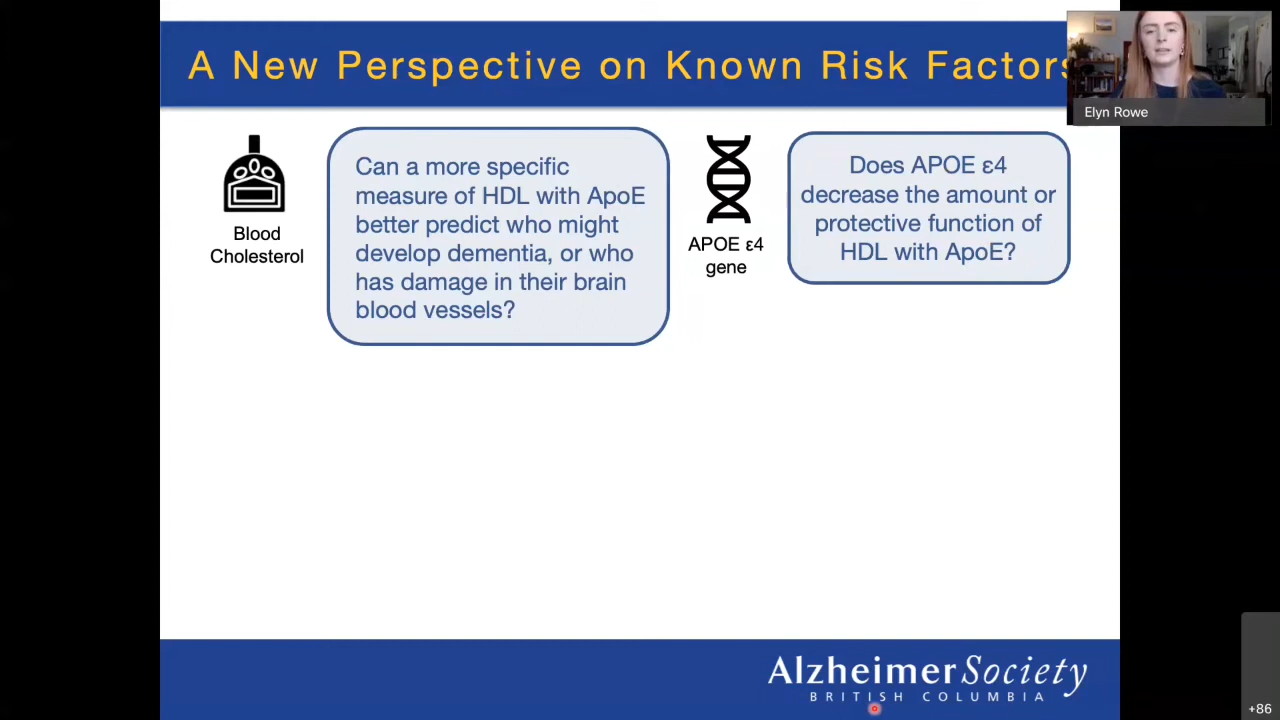 A New Perspective on Known Risk Factors
Elyn Rowe
Blood
Cholesterol
Can a more specific
measure of HDL with ApoE
better predict who might
develop dementia, or who
has damage in their brain
blood vessels?
APOE ε4
gene
Does APOE ε4
decrease the amount or
protective function of
HDL with ApoE?
AlzheimerSociety
BRITISH COLUMBIA
+86